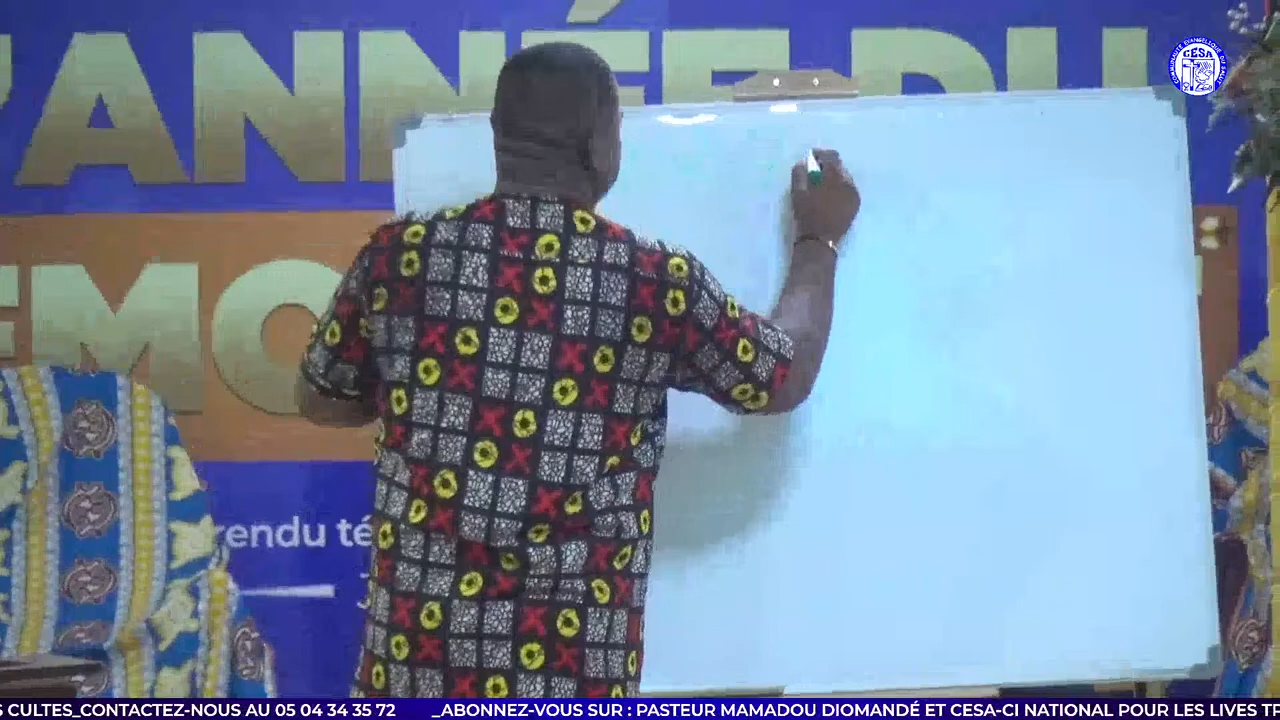 'ANNÉE DU
CESA
EMO
rendu té
S CULTES_CONTACTEZ-NOUS AU 05 04 34 35 72 _ABONNEZ-VOUS SUR : PASTEUR MAMADOU DIOMANDÉ ET CESA-CI NATIONAL POUR LES LIVES TR